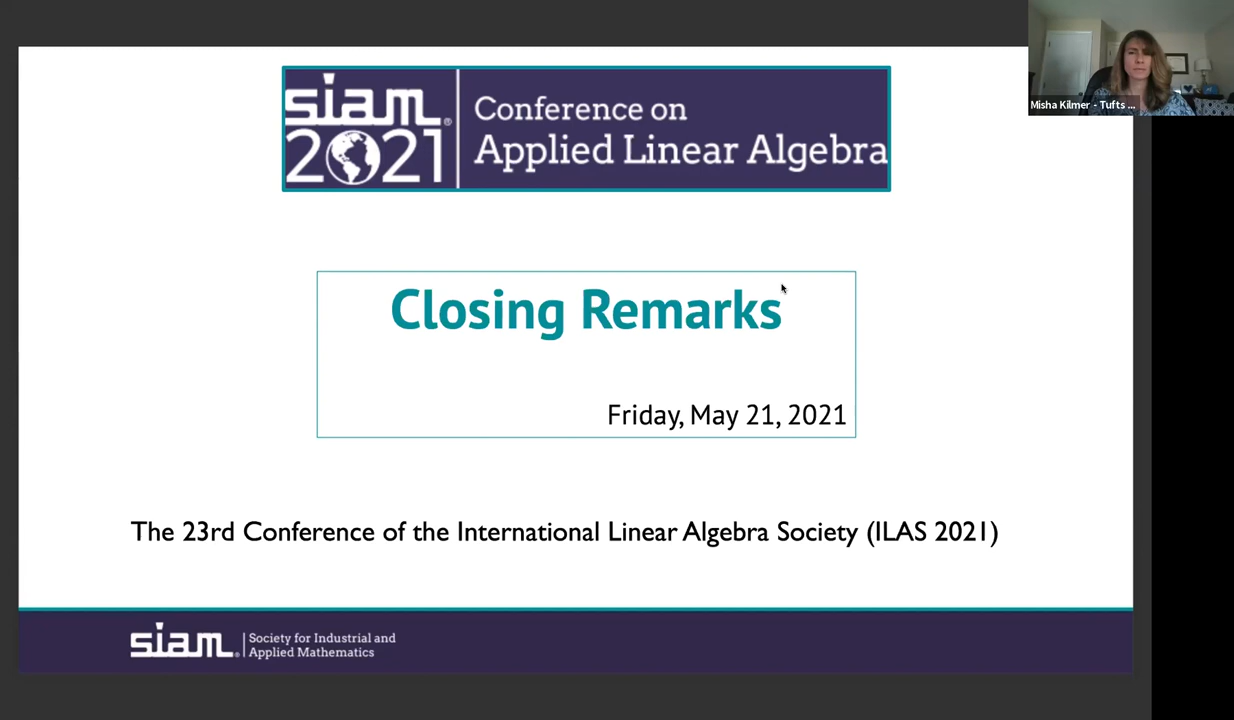 siam® 2021
Conference on
Applied Linear Algebra
Misha Kilmer - Tufts ...
Closing Remarks
Friday, May 21, 2021
The 23rd Conference of the International Linear Algebra Society (ILAS 2021)
siam®
Society for Industrial and
Applied Mathematics